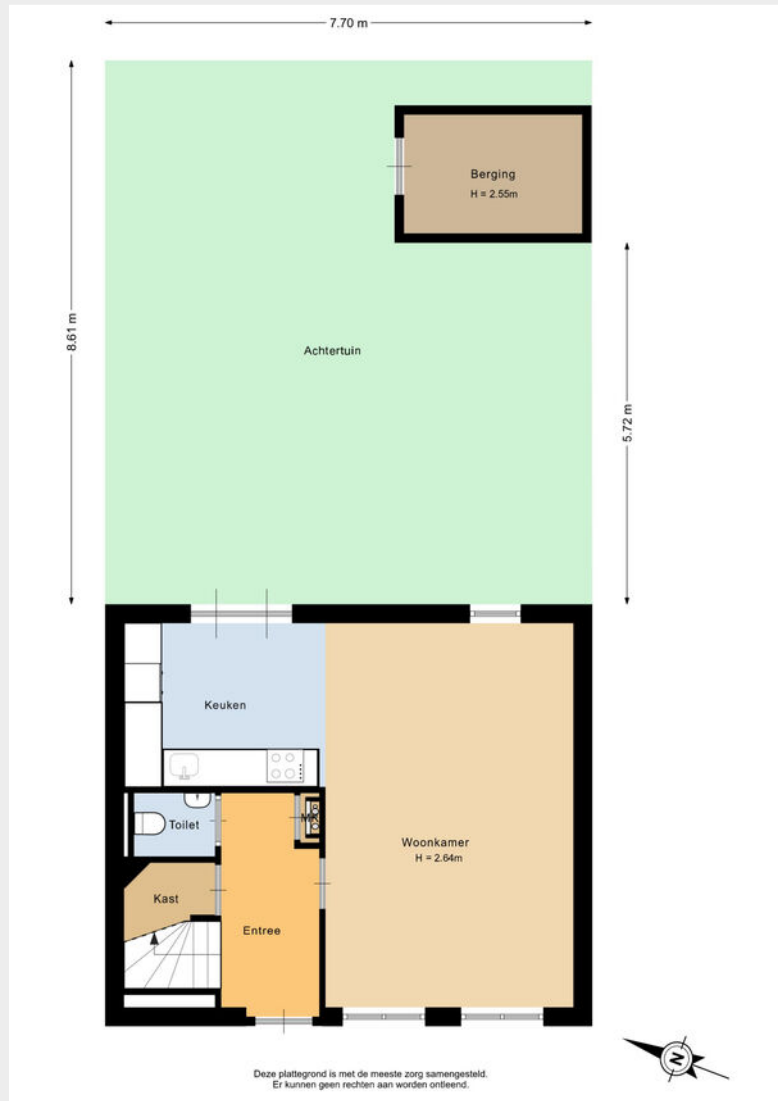 7.70 m
Berging
H = 2.55m
8.61 m
Achtertuin
5.72 m
Keuken
Toilet
MK
Woonkamer
H = 2.64m
Kast
Entree
N
Deze plattegrond is met de meeste zorg samengesteld.
Er kunnen geen rechten aan worden ontleend.